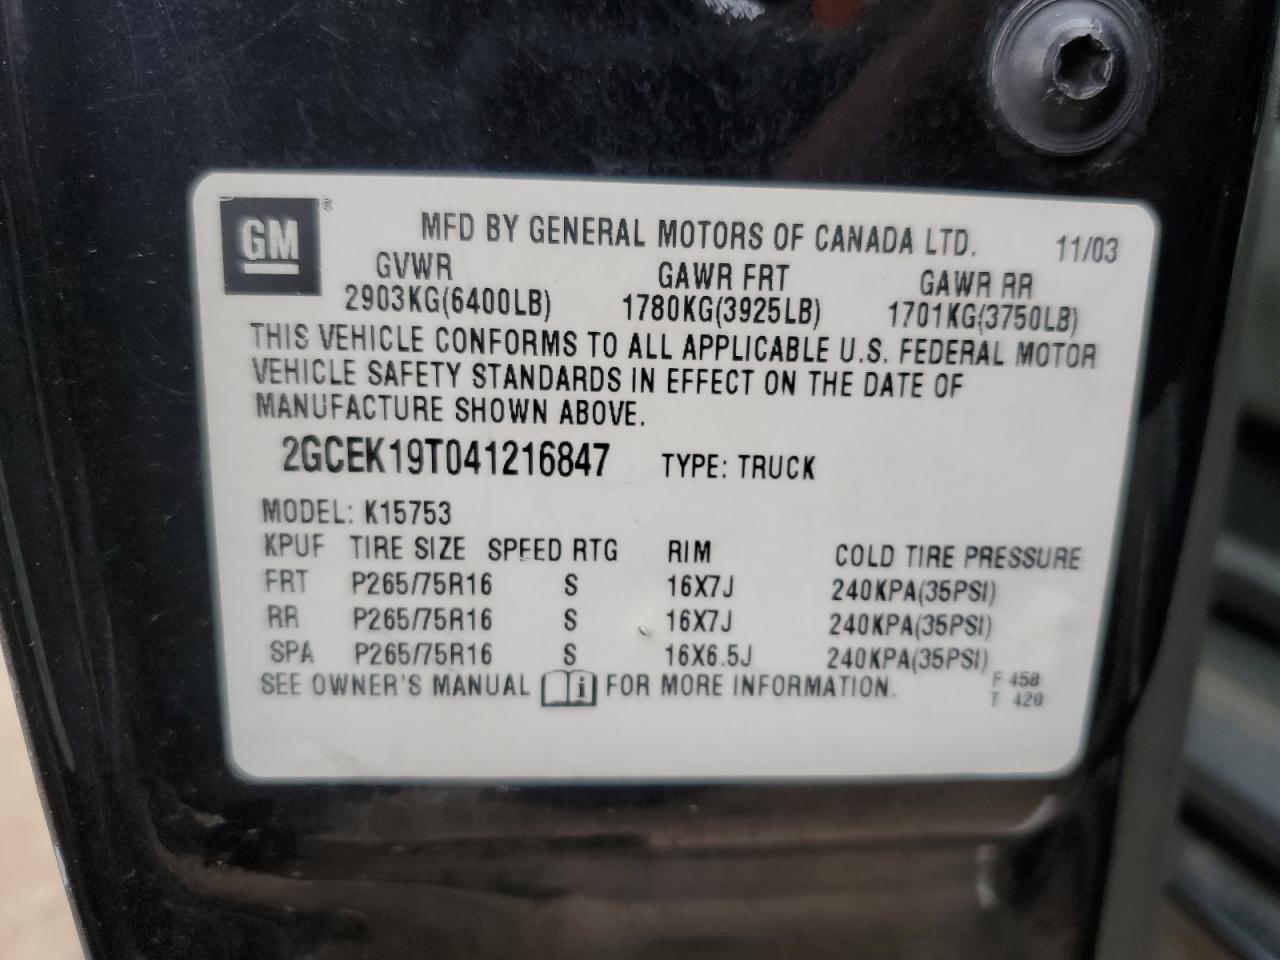 GM ®
MFD BY GENERAL MOTORS OF CANADA LTD. 11/03
GVWR GAWR FRT GAWR RR
2903KG(6400LB) 1780KG(3925LB) 1701KG(3750LB)
THIS VEHICLE CONFORMS TO ALL APPLICABLE U.S. FEDERAL MOTOR
VEHICLE SAFETY STANDARDS IN EFFECT ON THE DATE OF
MANUFACTURE SHOWN ABOVE.
2GCEK19T041216847 TYPE: TRUCK
MODEL: K15753
KPUF TIRE SIZE SPEED RTG RIM COLD TIRE PRESSURE
FRT P265/75R16 S 16X7J 240KPA(35PSI)
RR P265/75R16 S 16X7J 240KPA(35PSI)
SPA P265/75R16 S 16X6.5J 240KPA(35PSI)
SEE OWNER'S MANUAL i FOR MORE INFORMATION. F 458
T 420